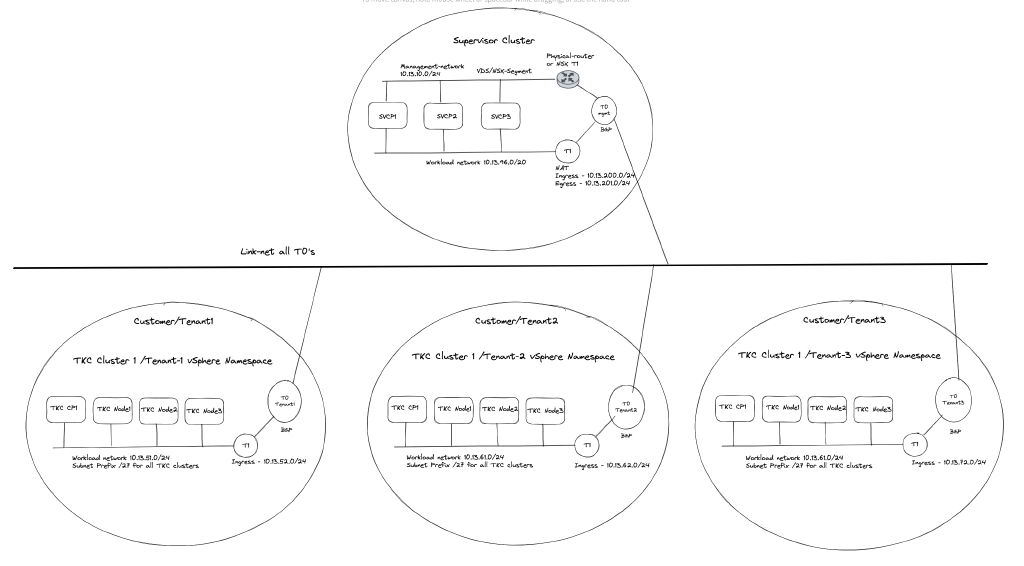 To move canvas, hold mouse wheel or spacebar while dragging, or use the hand tool
Supervisor Cluster
Physical-router
or NSX T1
Management-network
10.13.10.0/24
VDS/NSX-Segment
SVCP1
SVCP2
SVCP3
T0
mgmt
BGP
T1
Workload network 10.13.96.0/20
NAT
Ingress - 10.13.200.0/24
Egress - 10.13.201.0/24
Link-net all T0's
Customer/Tenant1
TKC Cluster 1 /Tenant-1 vSphere Namespace
T0
Tenant1
BGP
TKC CP1
TKC Node1
TKC Node2
TKC Node3
T1
Workload network 10.13.51.0/24
Subnet Prefix /27 for all TKC clusters
Ingress - 10.13.52.0/24
Customer/Tenant2
TKC Cluster 1 /Tenant-2 vSphere Namespace
T0
Tenant2
BGP
TKC CP1
TKC Node1
TKC Node2
TKC Node3
T1
Workload network 10.13.61.0/24
Subnet Prefix /27 for all TKC clusters
Ingress - 10.13.62.0/24
Customer/Tenant3
TKC Cluster 1 /Tenant-3 vSphere Namespace
T0
Tenant3
BGP
TKC CP1
TKC Node1
TKC Node2
TKC Node3
T1
Workload network 10.13.61.0/24
Subnet Prefix /27 for all TKC clusters
Ingress - 10.13.72.0/24